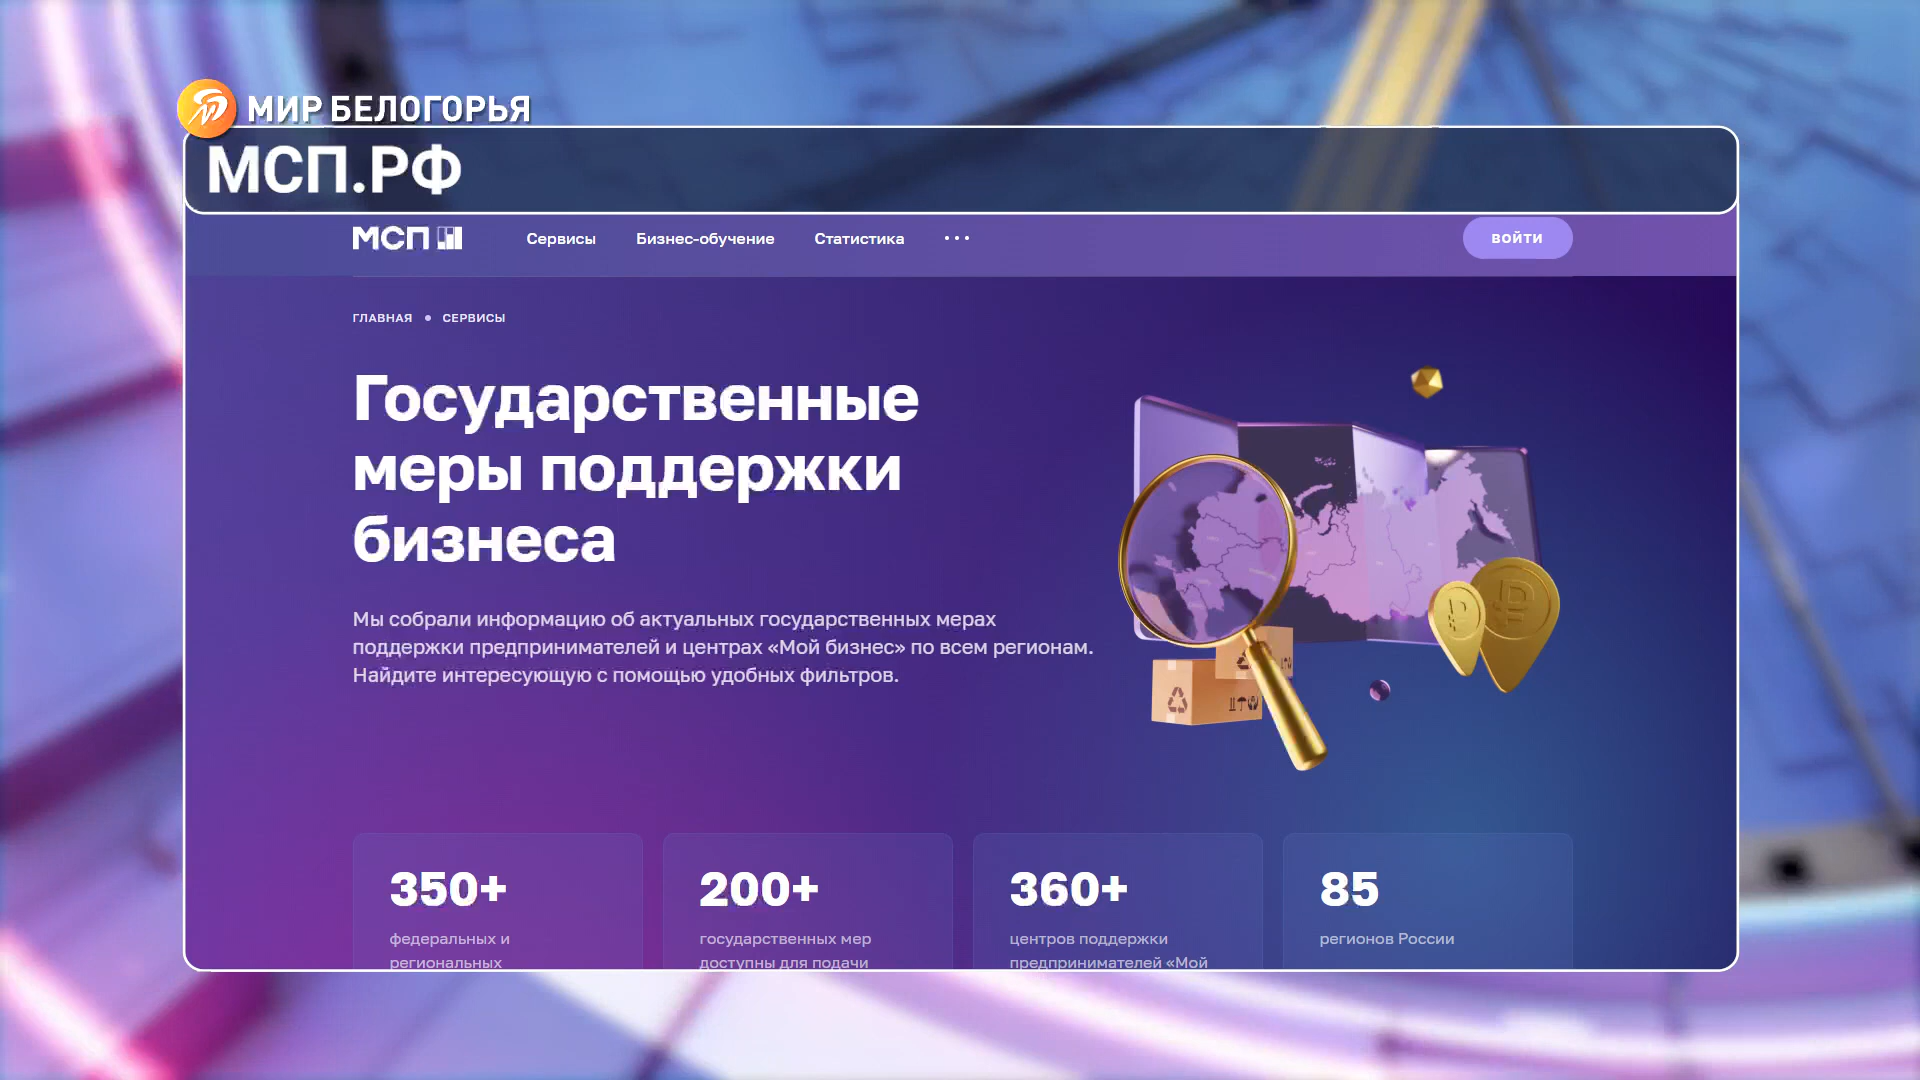 МИР БЕЛОГОРЬЯ
МСП.РФ
МСП
Сервисы
Бизнес-обучение
Статистика
ВОЙТИ
ГЛАВНАЯ • СЕРВИСЫ
Государственные
меры поддержки
бизнеса
Мы собрали информацию об актуальных государственных мерах
поддержки предпринимателей и центрах «Мой бизнес» по всем регионам.
Найдите интересующую с помощью удобных фильтров.
350+
федеральных и
региональных
200+
государственных мер
доступны для подачи
360+
центров поддержки
предпринимателей «Мой
85
регионов России